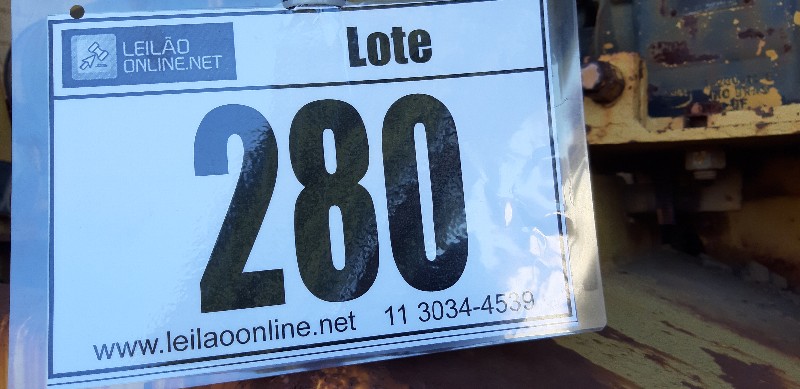 LEILÃO
ONLINE.NET
Lote
280
www.leilaoonline.net 11 3034-4539